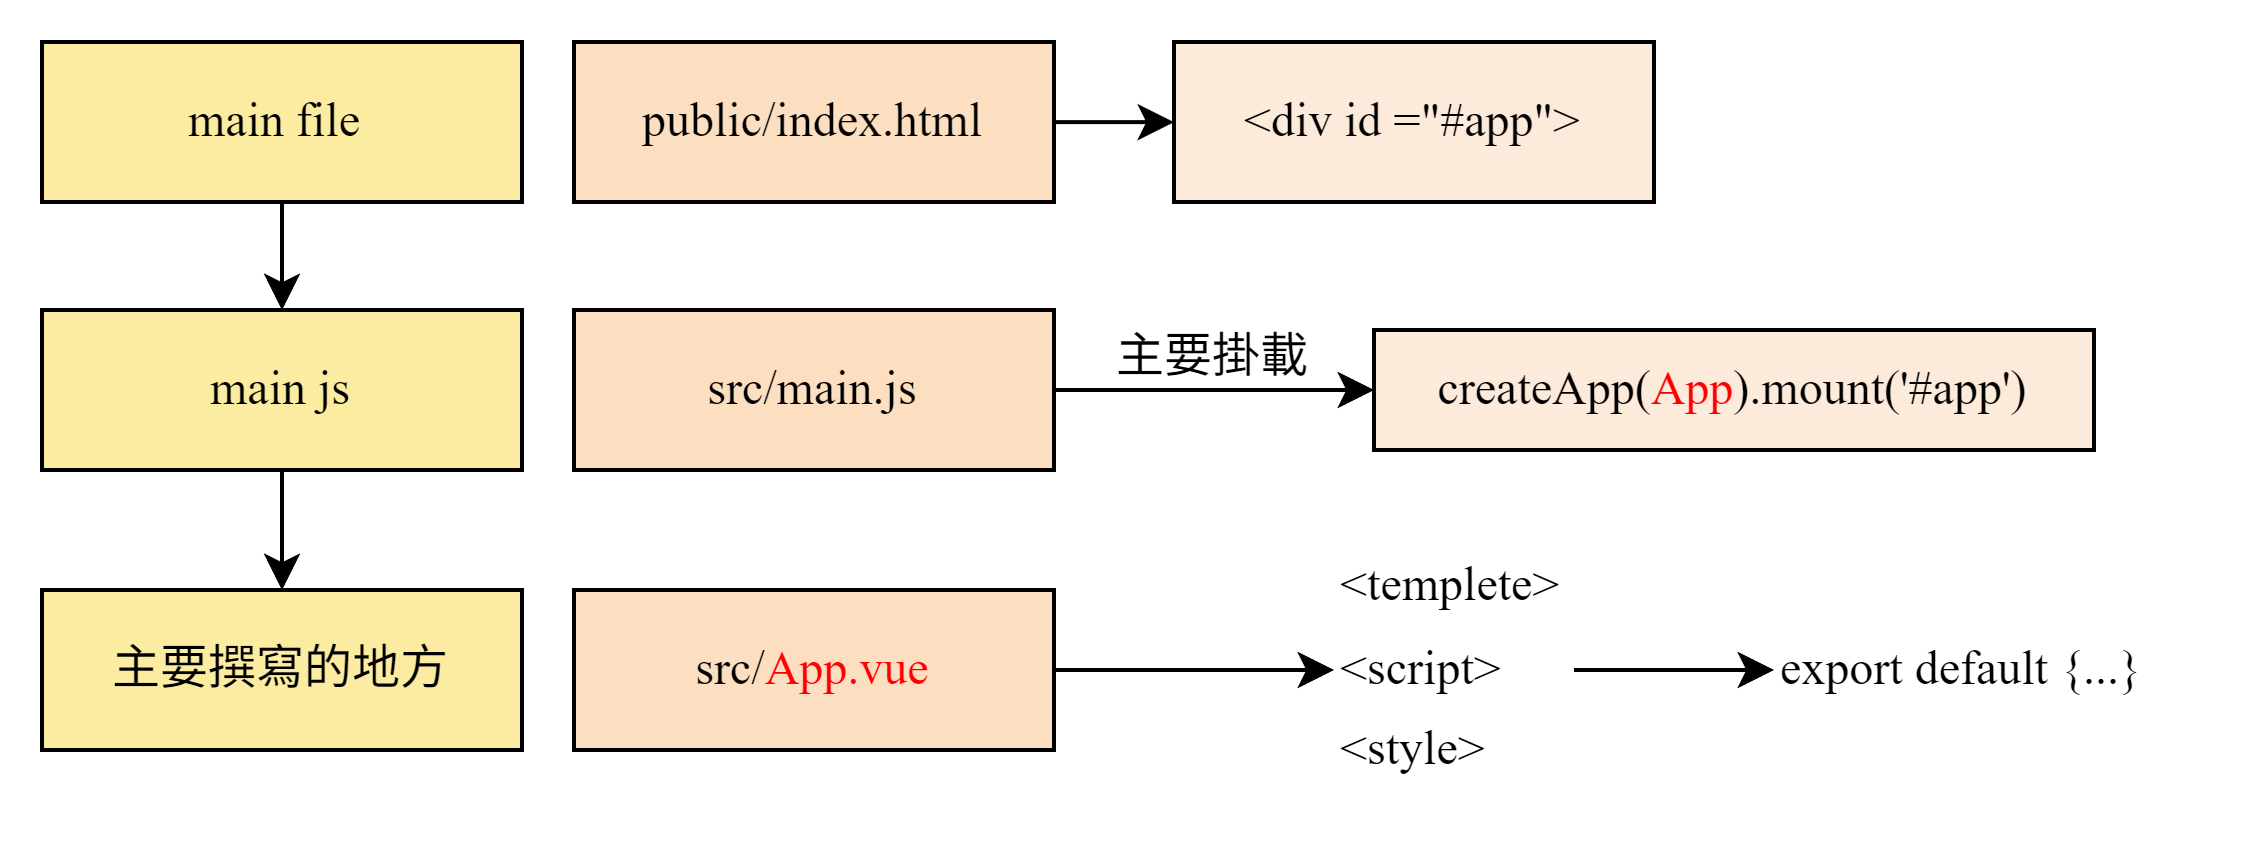 main file
public/index.html
<div id ="#app">
main js
src/main.js
主要掛載
createApp(App).mount('#app')
主要撰寫的地方
src/App.vue
<templete>
<script>
export default {...}
<style>